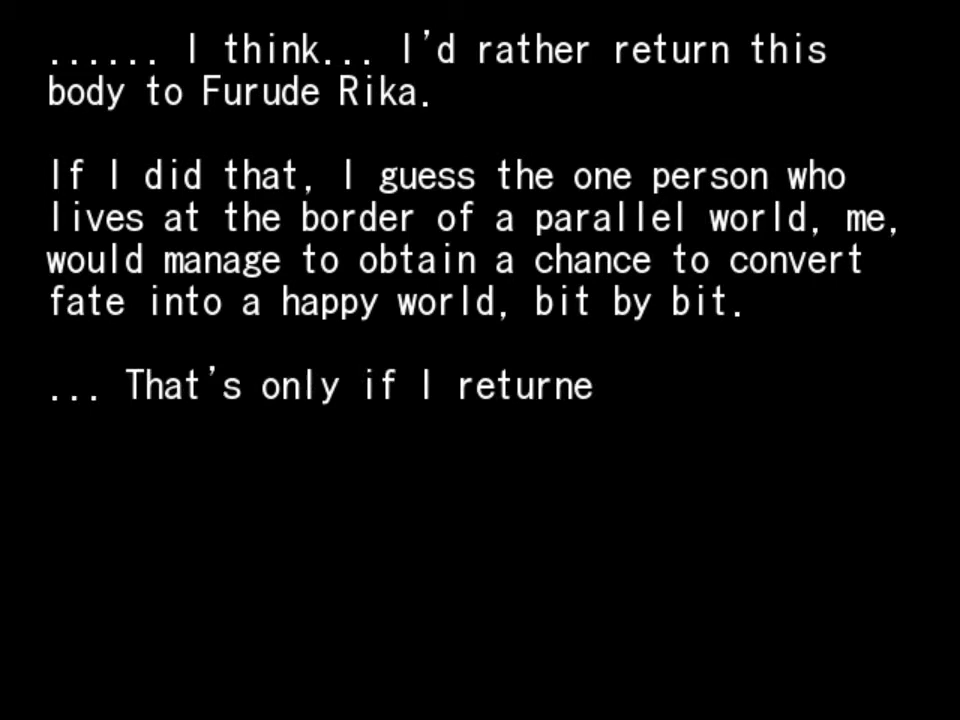 ...... I think... I'd rather return this
body to Furude Rika.
If I did that, I guess the one person who
lives at the border of a parallel world, me,
would manage to obtain a chance to convert
fate into a happy world, bit by bit.
... That's only if I returne